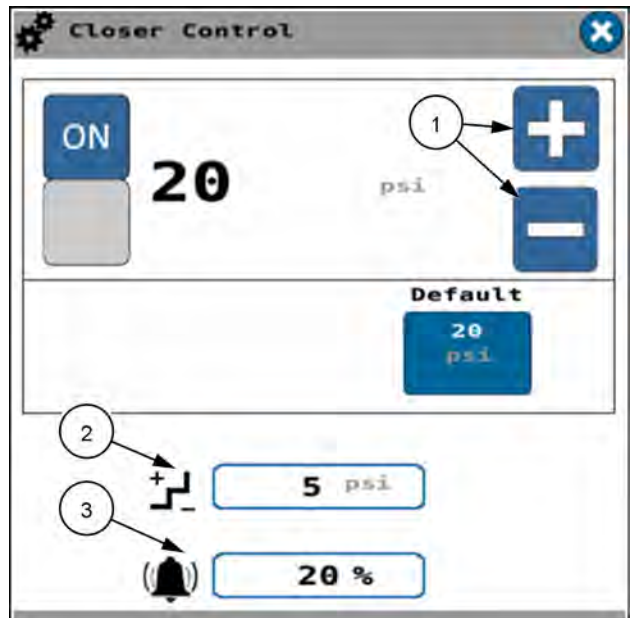 Closer Control
ON
20 psi
1
Default
20
psi
2
+
-
5 psi
3
20 %